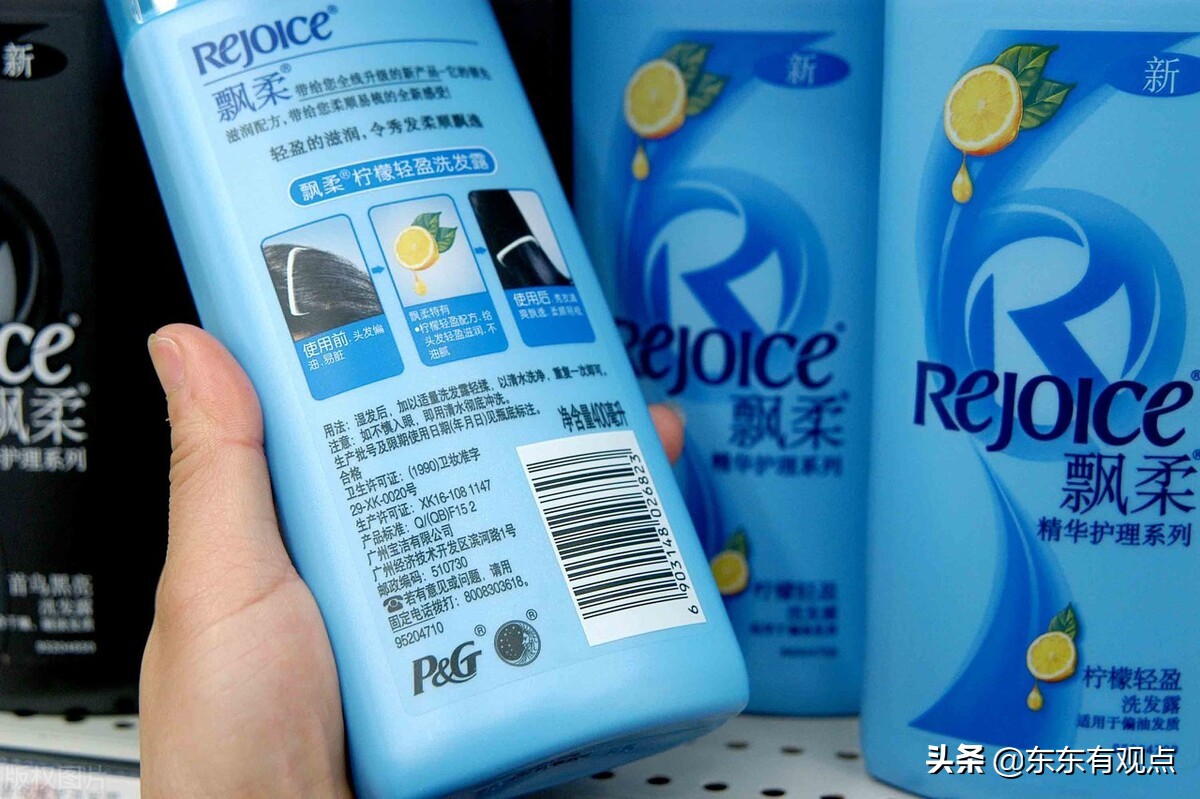 REJOICE®
飘柔®带给您全线升级的新产品-它的领先
滋润配方,带给您柔顺易梳的全新感受!
轻盈的滋润,令秀发柔顺飘逸
飘柔®柠檬轻盈洗发露
使用前,头发偏
油,易脏
飘柔特有
•柠檬轻盈配方,给
头发轻盈滋润,不
油腻
使用后
用法:湿发后,加以适量洗发露轻揉,以清水洗净,重复一次即可。
注意:如不慎入眼,即用清水彻底冲洗。
生产批号及限期使用日期(年月日)见瓶底标注。
净含量400毫升
合格
卫生许可证:(1990)卫妆准字
29-XK-0020号
生产许可证:XK16-108 1147
产品标准:Q/(QB)F15 2
广州宝洁有限公司
广州经济技术开发区滨河路1号
邮政编码:510730
☎若有意见或问题,请用
固定电话拨打:8008303618。
95204710
P&G®
®
6 903148 026823
新
ce®
飘柔
护理系列
首乌黑亮
洗发露
新
REJOICE®
飘柔
精华护理系列
柠檬轻盈
洗发露
新
REJOICE®
飘柔®
精华护理系列
柠檬轻盈
洗发露
适用于偏油发质
头条 @东东有观点
版权图片